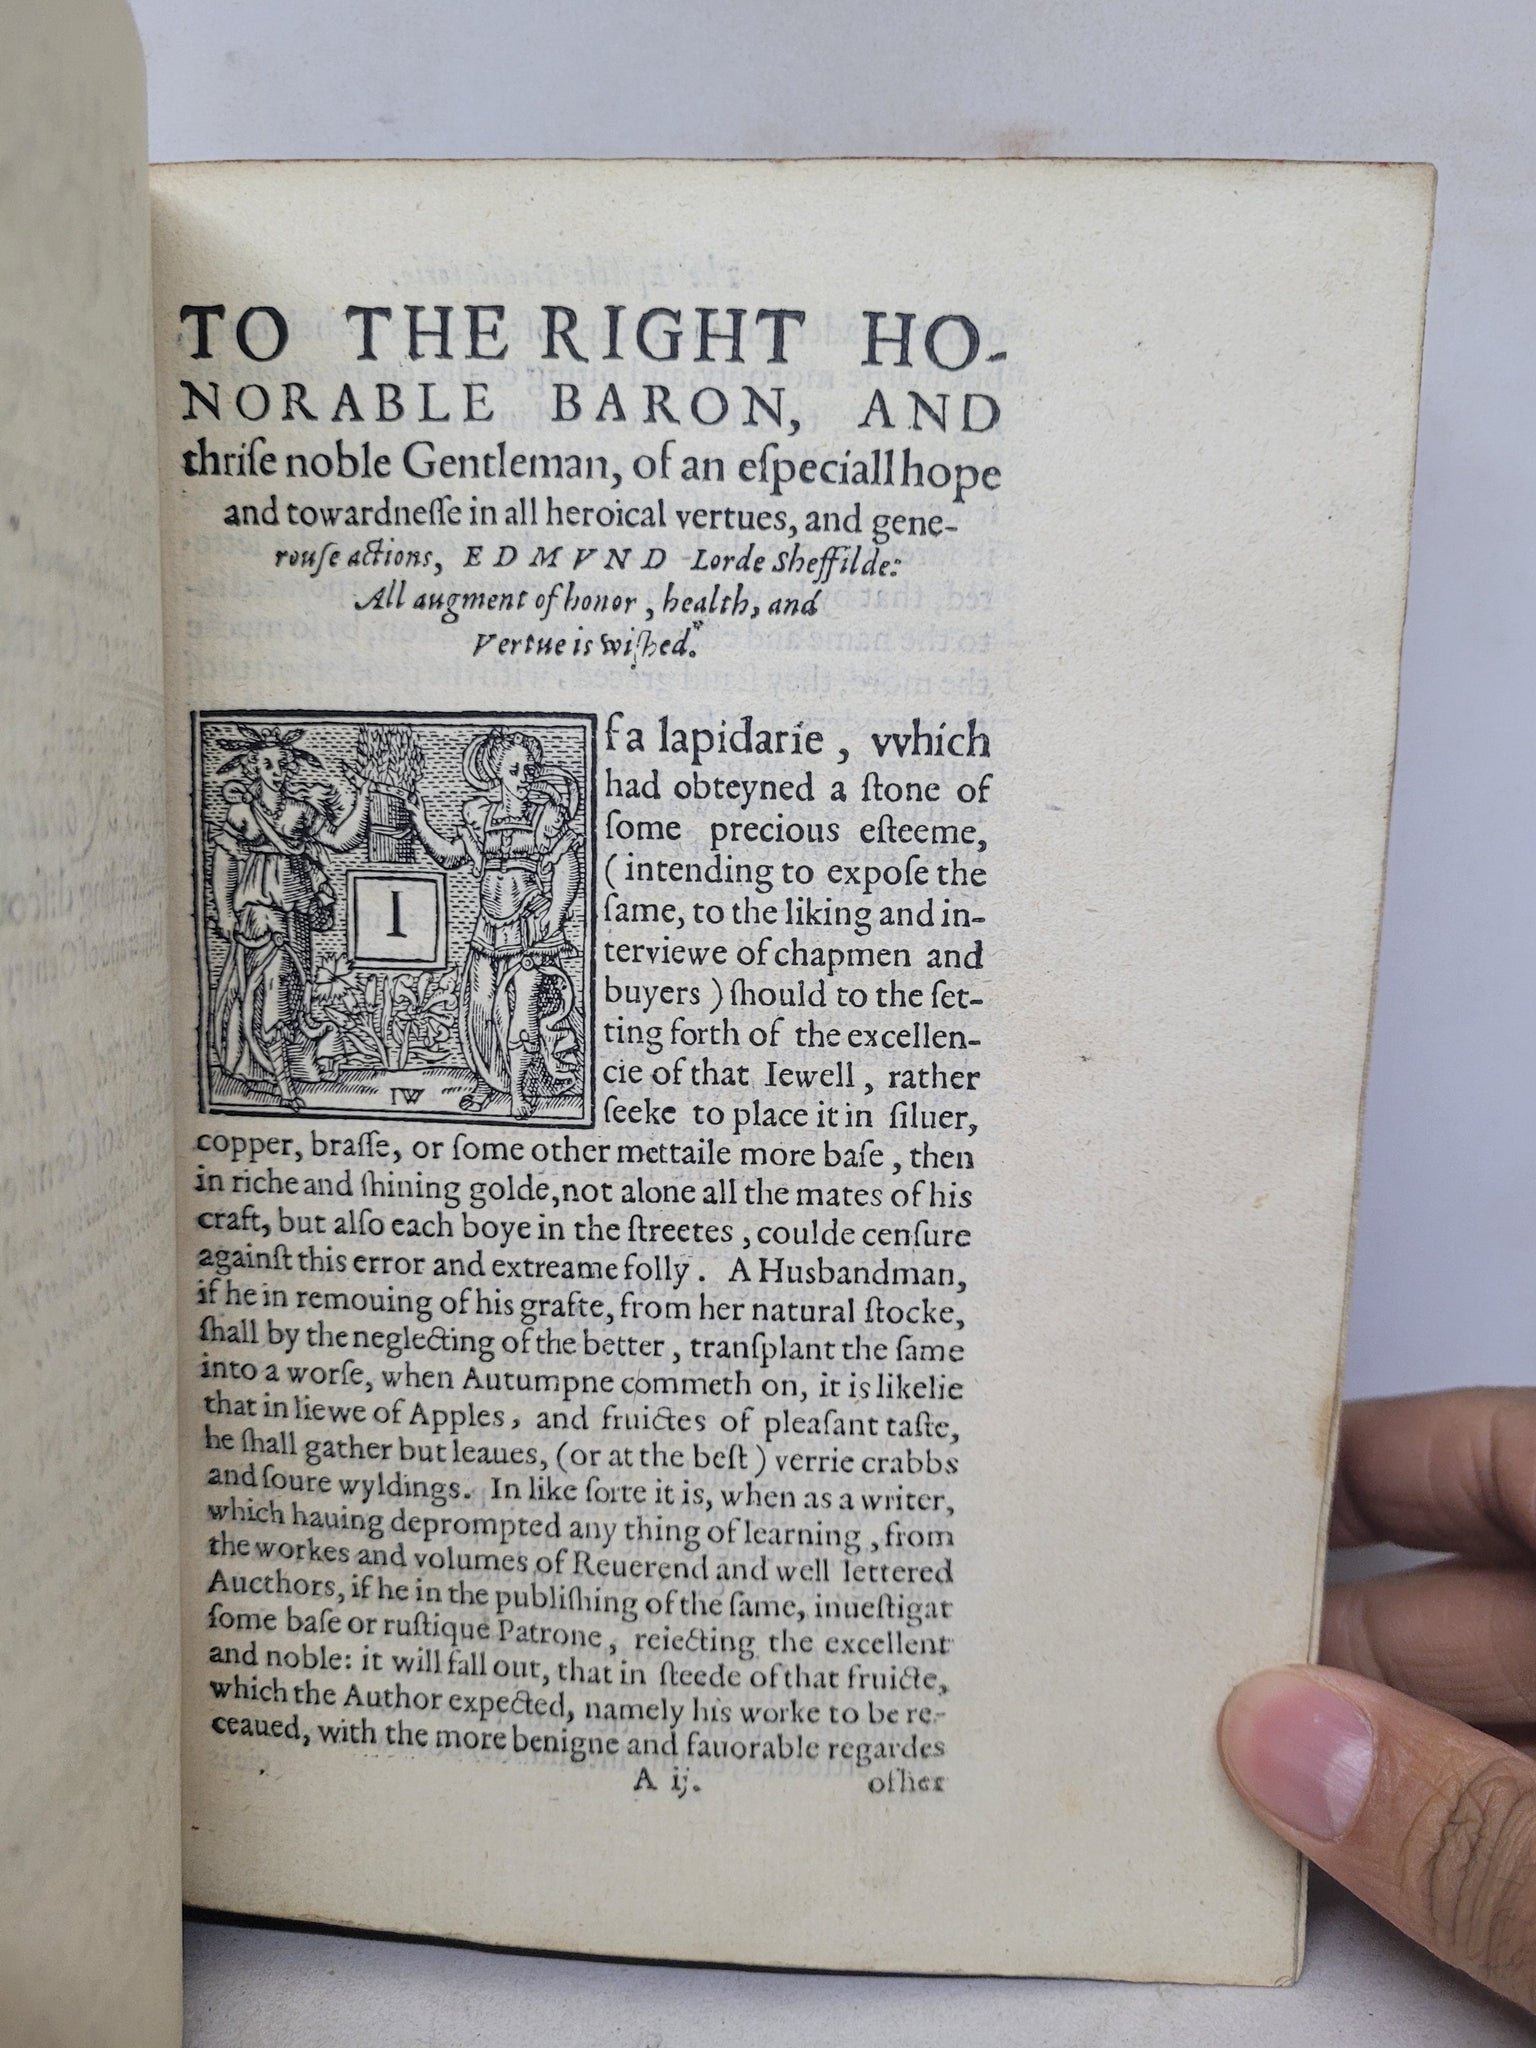 TO THE RIGHT HO-
NORABLE BARON, AND
thriſe noble Gentleman, of an eſpeciall hope
and towardneſſe in all heroical vertues, and gene-
rouſe actions, EDMVND Lorde Sheffilde:
All augment of honor, health, and
Vertue is wiſhed.
I
IW
fa lapidarie, vvhich
had obteyned a ſtone of
ſome precious eſteeme,
(intending to expoſe the
ſame, to the liking and in-
terviewe of chapmen and
buyers) ſhould to the ſet-
ting forth of the excellen-
cie of that Iewell, rather
ſeeke to place it in ſiluer,
copper, braſſe, or ſome other mettaile more baſe, then
in riche and ſhining golde, not alone all the mates of his
craft, but alſo each boye in the ſtreetes, coulde cenſure
againſt this error and extreame folly. A Husbandman,
if he in remouing of his grafte, from her natural ſtocke,
ſhall by the neglecting of the better, tranſplant the ſame
into a worſe, when Autumpne commeth on, it is likelie
that in liewe of Apples, and fruictes of pleaſant taſte,
he ſhall gather but leaues, (or at the beſt) verrie crabbs
and ſoure wyldings. In like ſorte it is, when as a writer,
which hauing deprompted any thing of learning, from
the workes and volumes of Reuerend and well lettered
Aucthors, if he in the publiſhing of the ſame, inueſtigat
ſome baſe or ruſtique Patrone, reiecting the excellent
and noble: it will fall out, that in ſteede of that fruicte,
which the Author expected, namely his worke to be re-
ceaued, with the more benigne and fauorable regardes
A ij.
other